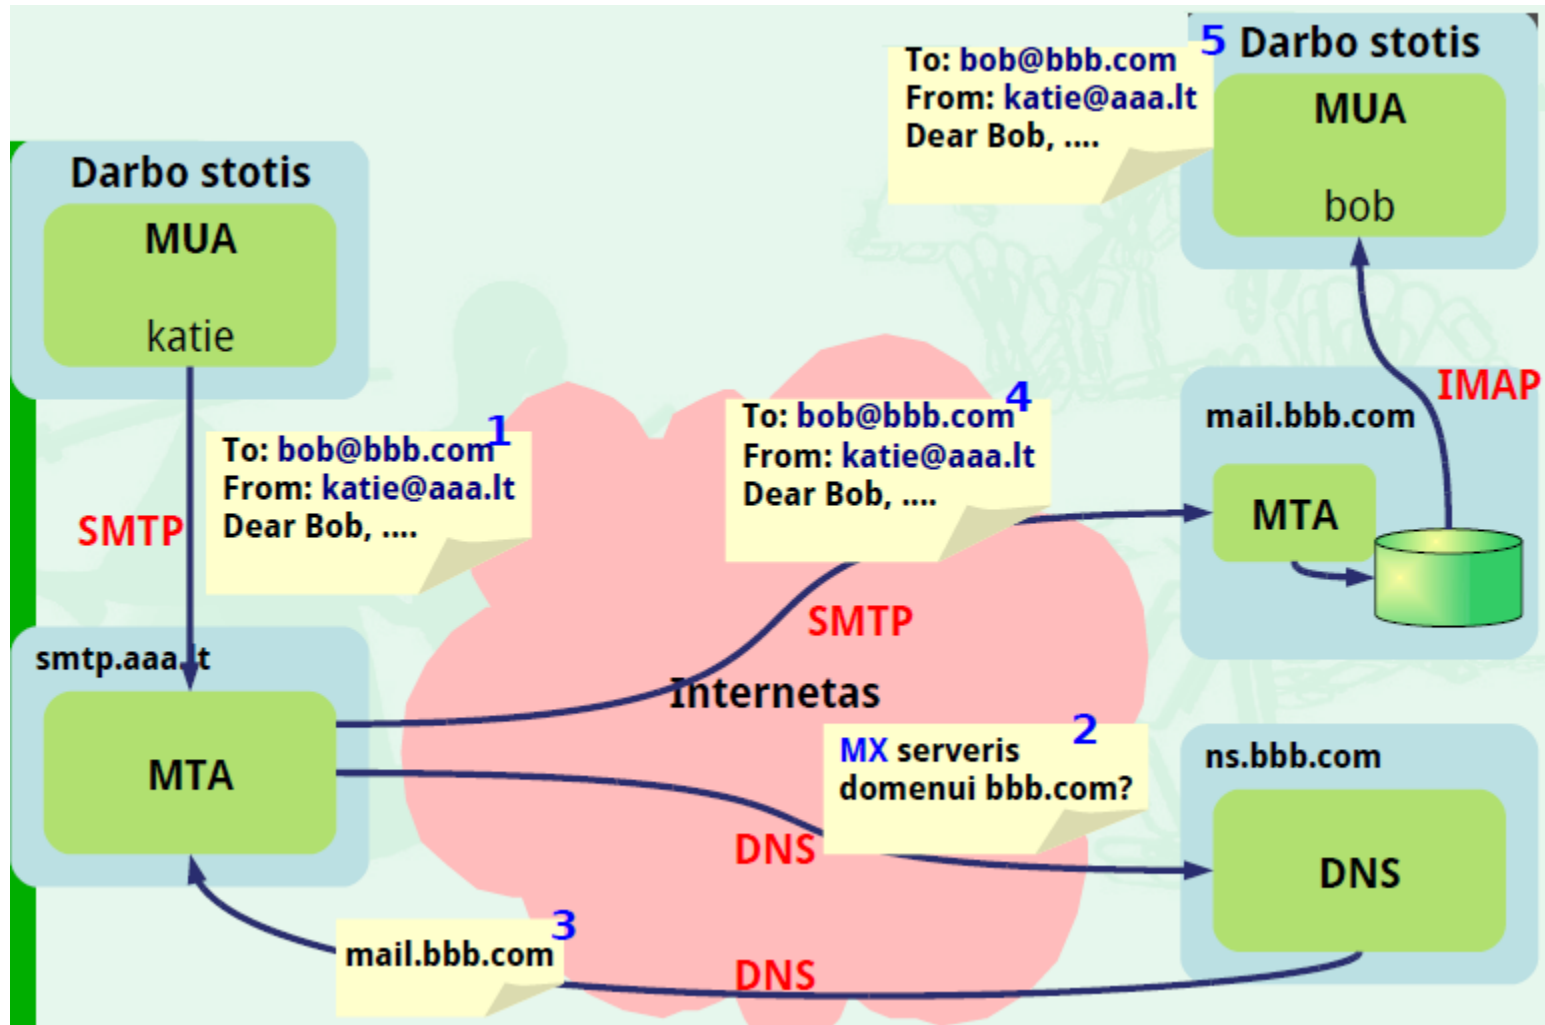 Darbo stotis
MUA
katie
SMTP
1
To: bob@bbb.com
From: katie@aaa.lt
Dear Bob, ....
smtp.aaa.lt
MTA
Internetas
MX serveris
domenui bbb.com?
2
DNS
ns.bbb.com
DNS
mail.bbb.com
3
DNS
To: bob@bbb.com
From: katie@aaa.lt
Dear Bob, ....
4
SMTP
mail.bbb.com
MTA
IMAP
To: bob@bbb.com
From: katie@aaa.lt
Dear Bob, ....
5 Darbo stotis
MUA
bob